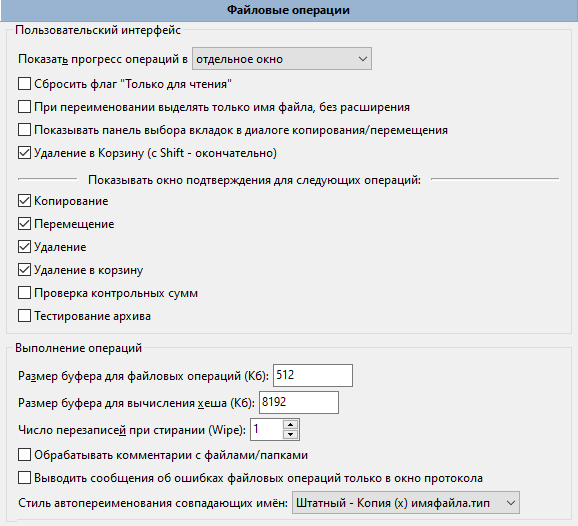 Файловые операции
Пользовательский интерфейс
Показать прогресс операций в отдельное окно
Сбросить флаг "Только для чтения"
При переименовании выделять только имя файла, без расширения
Показывать панель выбора вкладок в диалоге копирования/перемещения
Удаление в Корзину (с Shift - окончательно)
Показывать окно подтверждения для следующих операций:
Копирование
Перемещение
Удаление
Удаление в корзину
Проверка контрольных сумм
Тестирование архива
Выполнение операций
Размер буфера для файловых операций (Кб): 512
Размер буфера для вычисления хеша (Кб): 8192
Число перезаписей при стирании (Wipe): 1
Обрабатывать комментарии с файлами/папками
Выводить сообщения об ошибках файловых операций только в окно протокола
Стиль автопереименования совпадающих имён: Штатный - Копия (x) имяфайла.тип